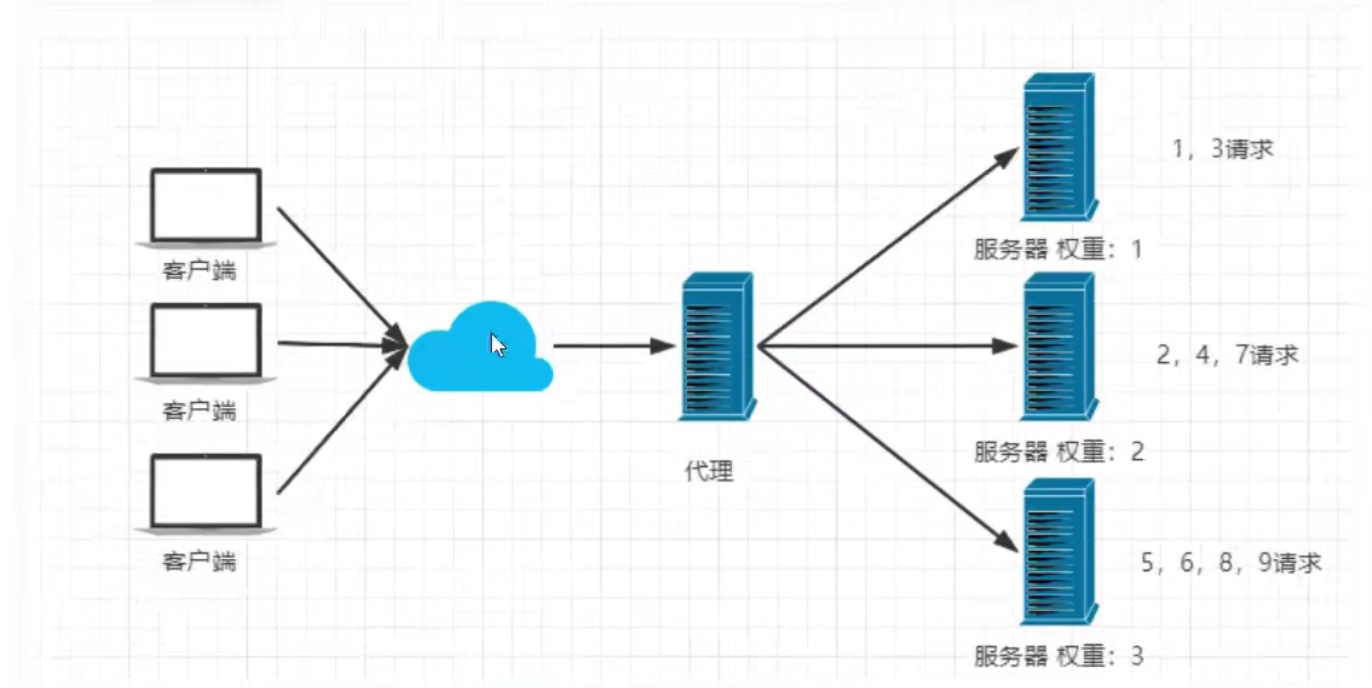 客户端
客户端
客户端
代理
1，3请求
服务器 权重：1
2，4，7请求
服务器 权重：2
5，6，8，9请求
服务器 权重：3